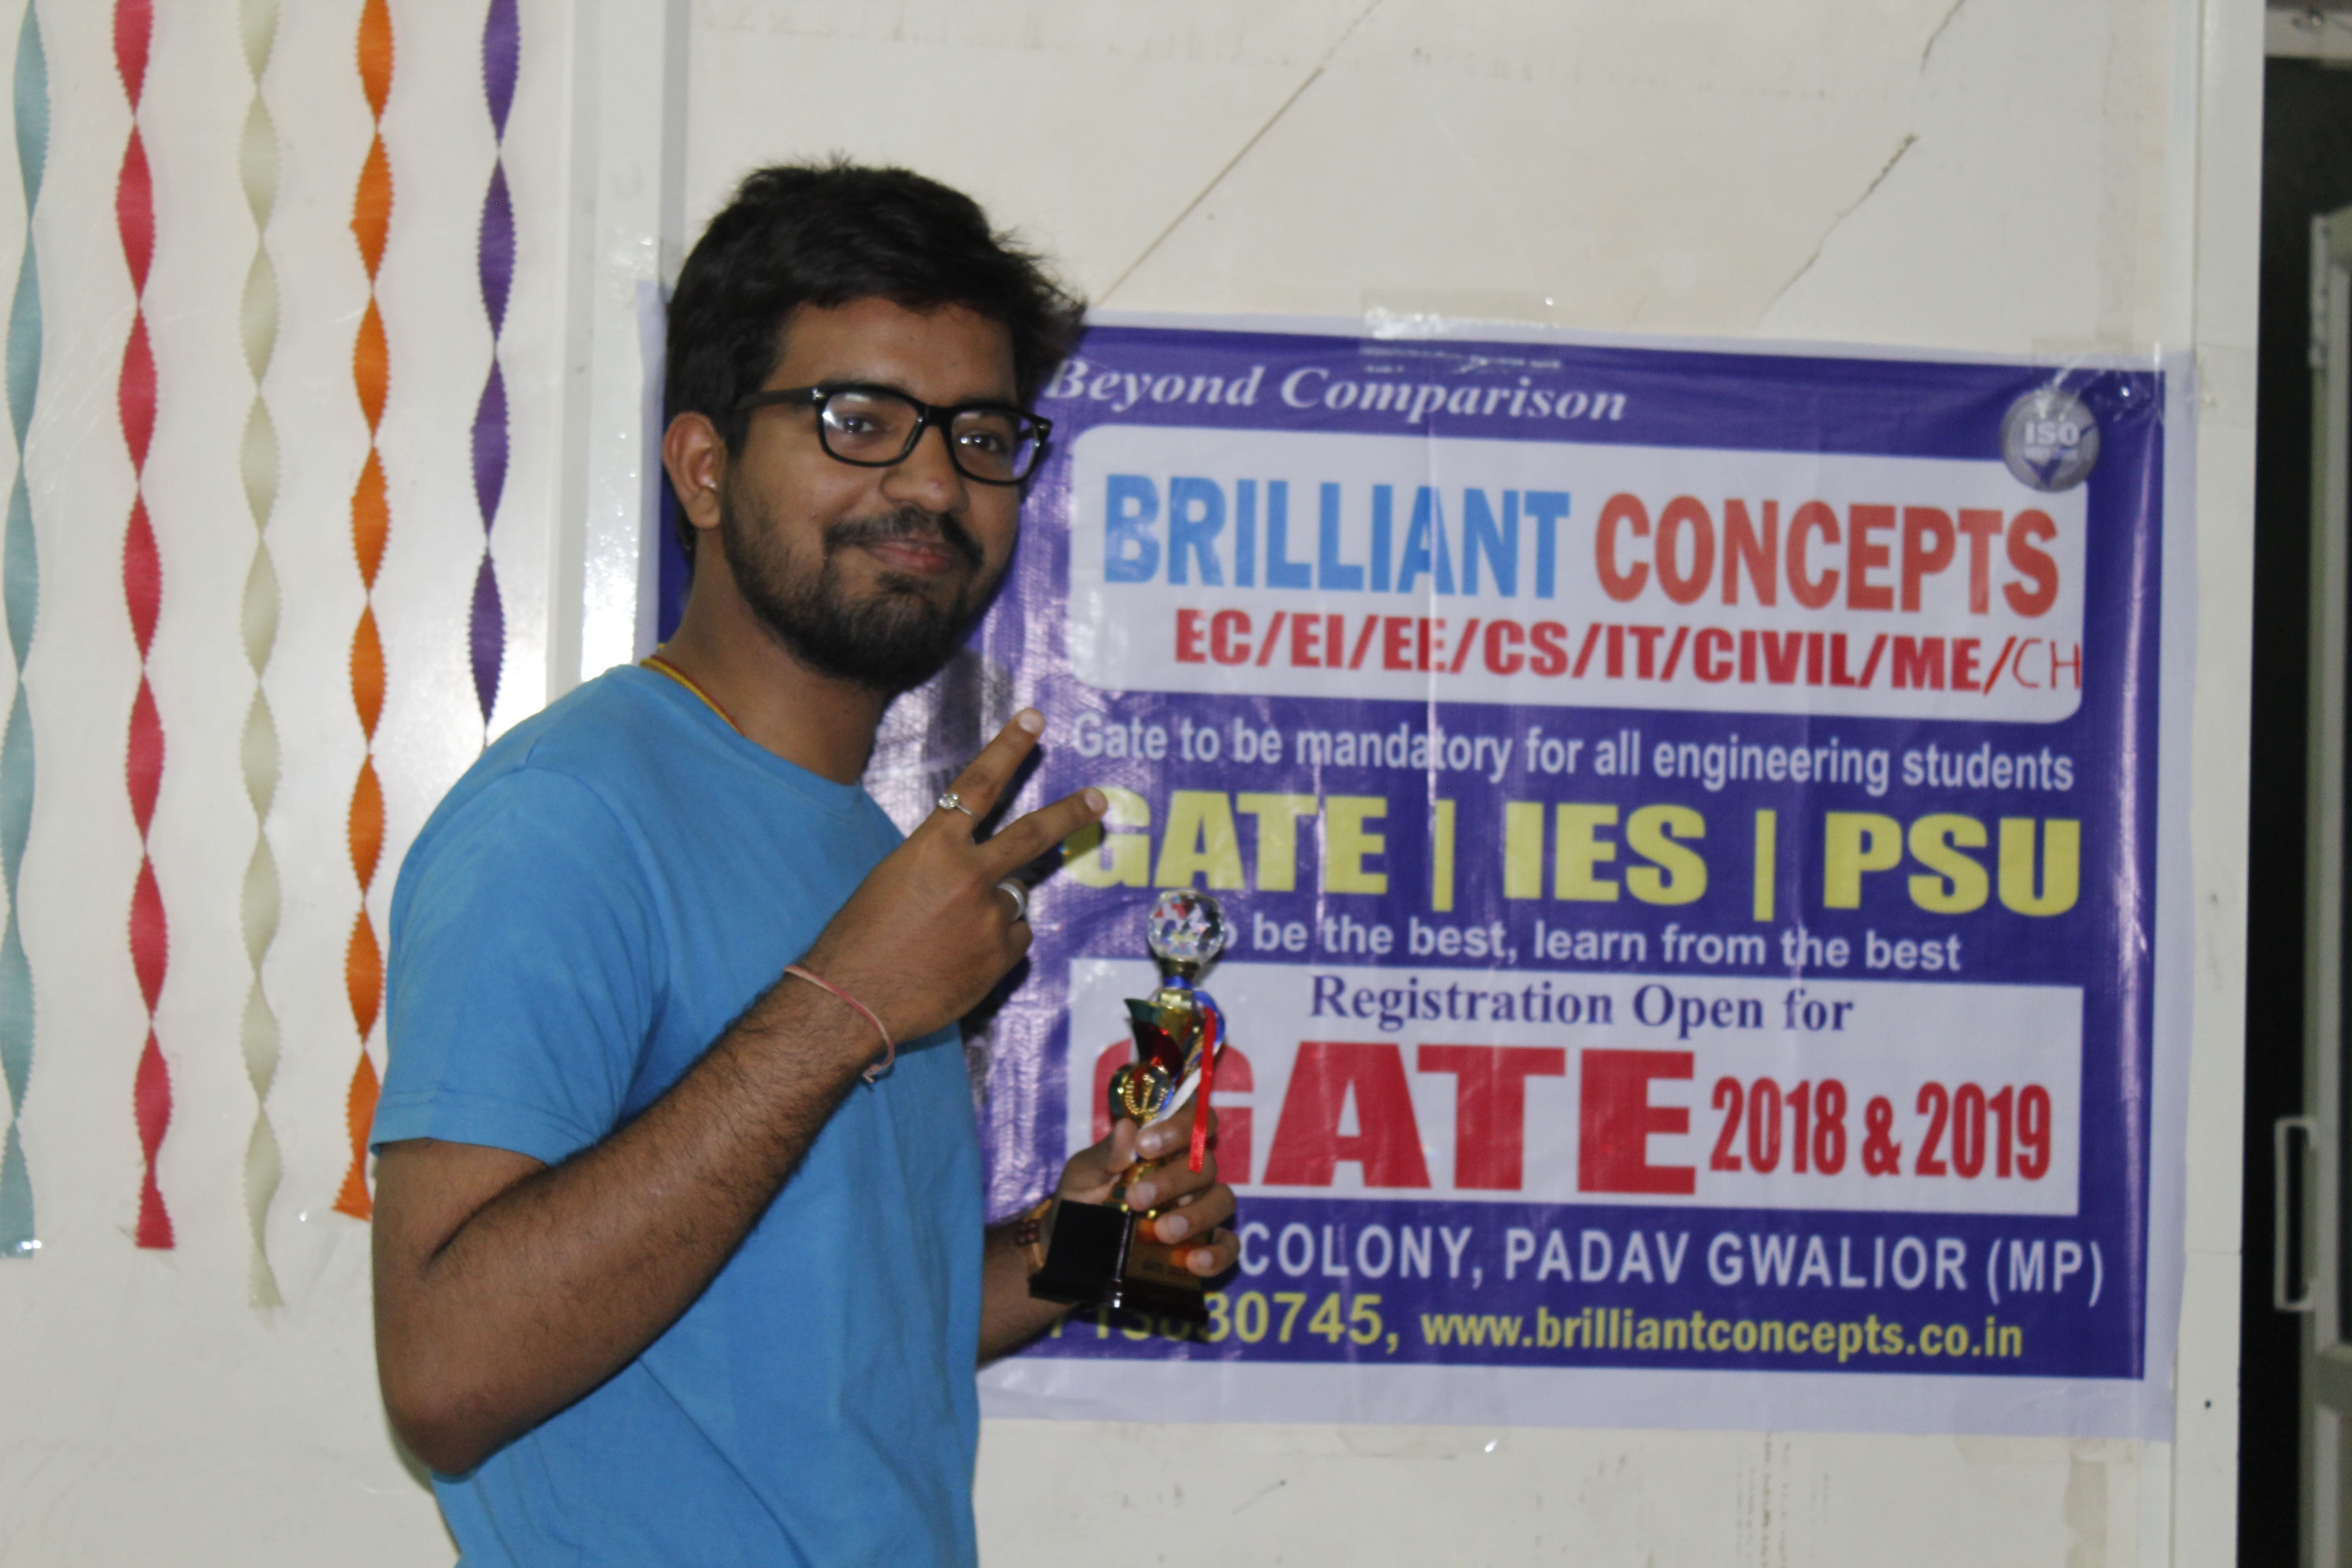 Beyond Comparison
ISO
BRILLIANT CONCEPTS
EC/EI/EE/CS/IT/CIVIL/ME/CH
Gate to be mandatory for all engineering students
GATE | IES | PSU
be the best, learn from the best
Registration Open for
GATE 2018 & 2019
COLONY, PADAV GWALIOR (MP)
30745, www.brilliantconcepts.co.in